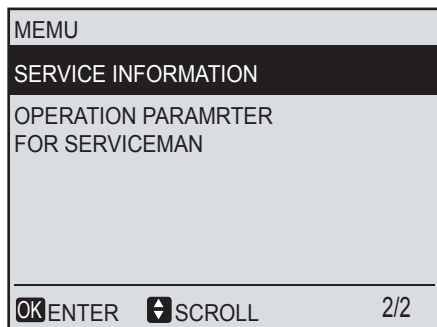 MEMU
SERVICE INFORMATION
OPERATION PARAMRTER
FOR SERVICEMAN
OK ENTER SCROLL 2/2